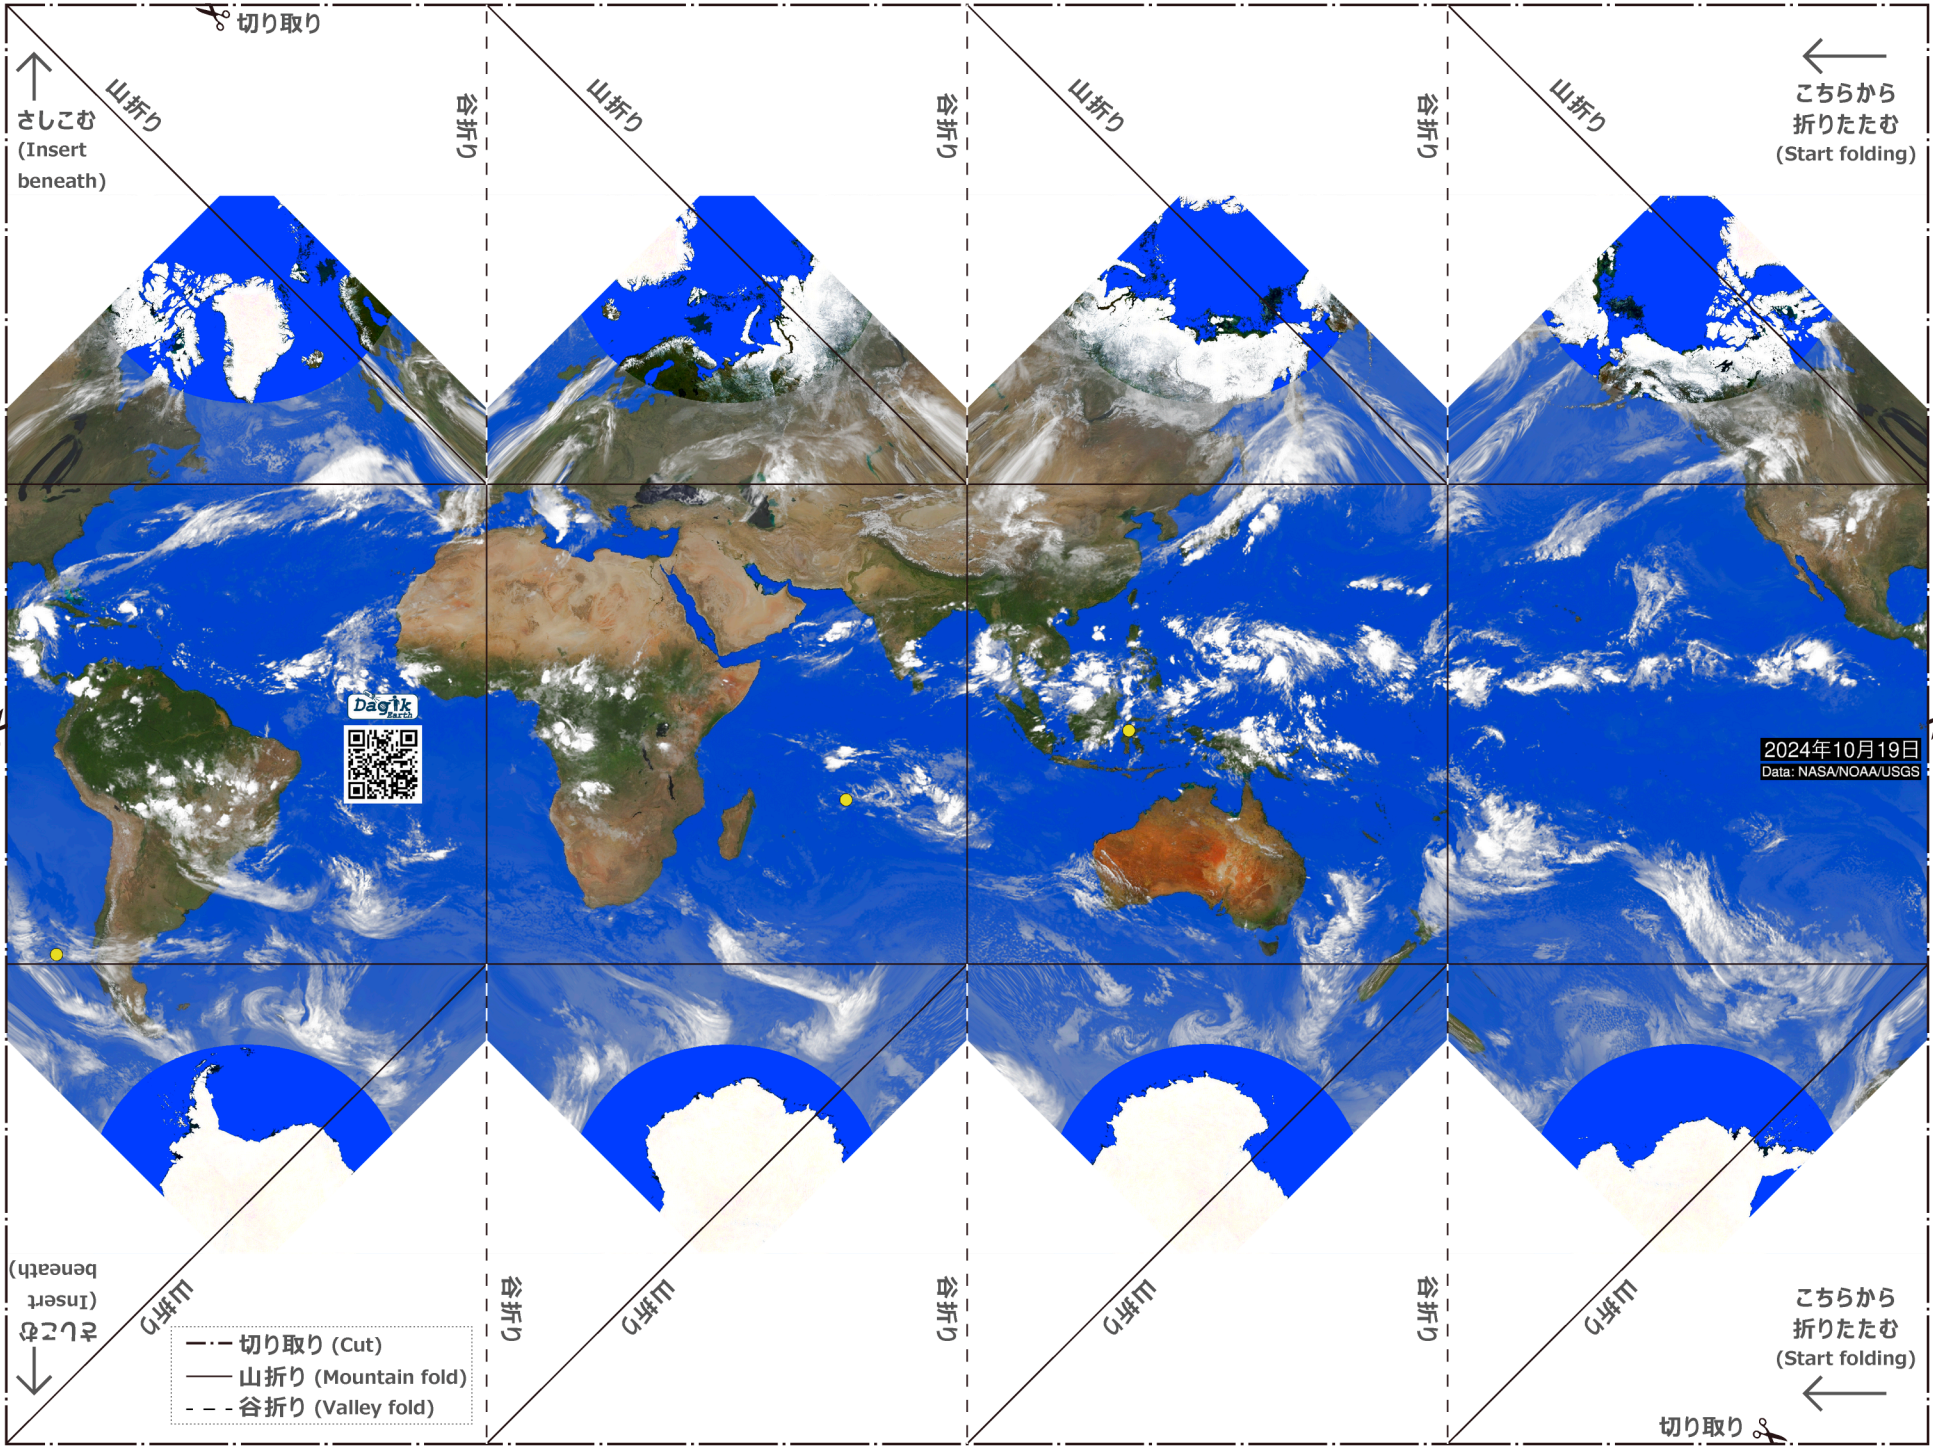 切り取り
さしこむ
(Insert
beneath)
山折り
谷折り
山折り
谷折り
山折り
谷折り
山折り
こちらから
折りたたむ
(Start folding)
Dagik
Earth
2024年10月19日
Data: NASA/NOAA/USGS
さしこむ
(Insert
beneath)
山折り
谷折り
山折り
谷折り
山折り
谷折り
山折り
こちらから
折りたたむ
(Start folding)
切り取り (Cut)
山折り (Mountain fold)
谷折り (Valley fold)
切り取り